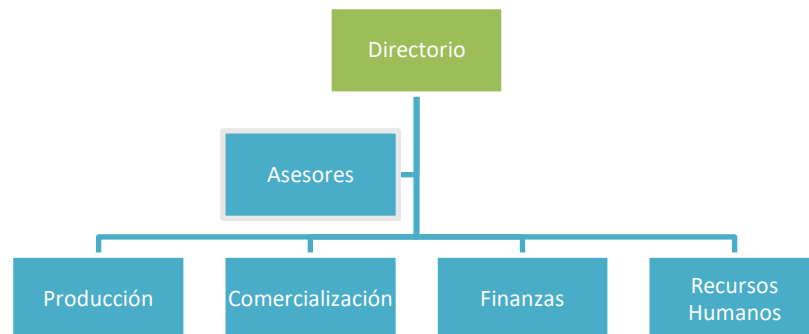 Directorio
Asesores
Producción
Comercialización
Finanzas
Recursos
Humanos